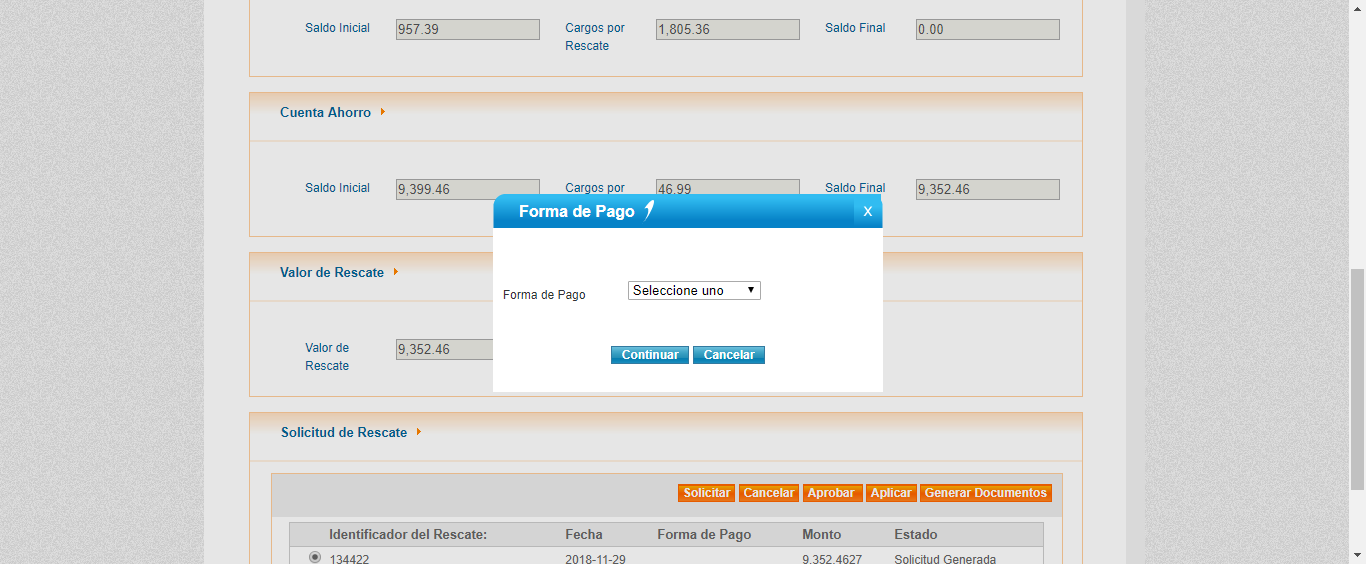 Saldo Inicial 957.39 Cargos por Rescate 1,805.36 Saldo Final 0.00
Cuenta Ahorro
Saldo Inicial 9,399.46 Cargos por 46.99 Saldo Final 9,352.46
Forma de Pago X
Valor de Rescate
Forma de Pago Seleccione uno
Valor de Rescate 9,352.46
Continuar Cancelar
Solicitud de Rescate
Solicitar Cancelar Aprobar Aplicar Generar Documentos
Identificador del Rescate: Fecha Forma de Pago Monto Estado
134422 2018-11-29 9,352.4627 Solicitud Generada